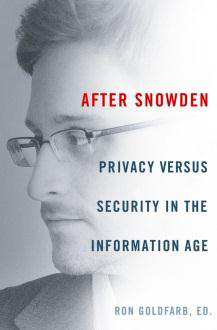 AFTER SNOWDEN
PRIVACY VERSUS
SECURITY IN THE
INFORMATION AGE
RON GOLDFARB, ED.